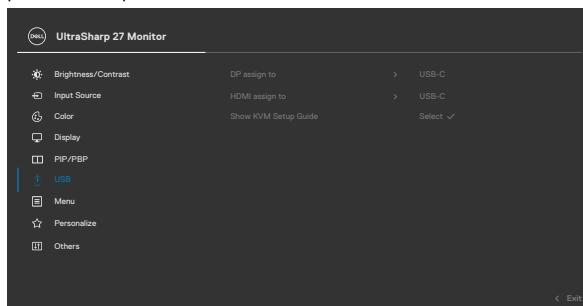 DELL UltraSharp 27 Monitor
Brightness/Contrast DP assign to > USB-C
Input Source HDMI assign to > USB-C
Color Show KVM Setup Guide Select ✓
Display
PIP/PBP
USB
Menu
Personalize
Others
< Exit